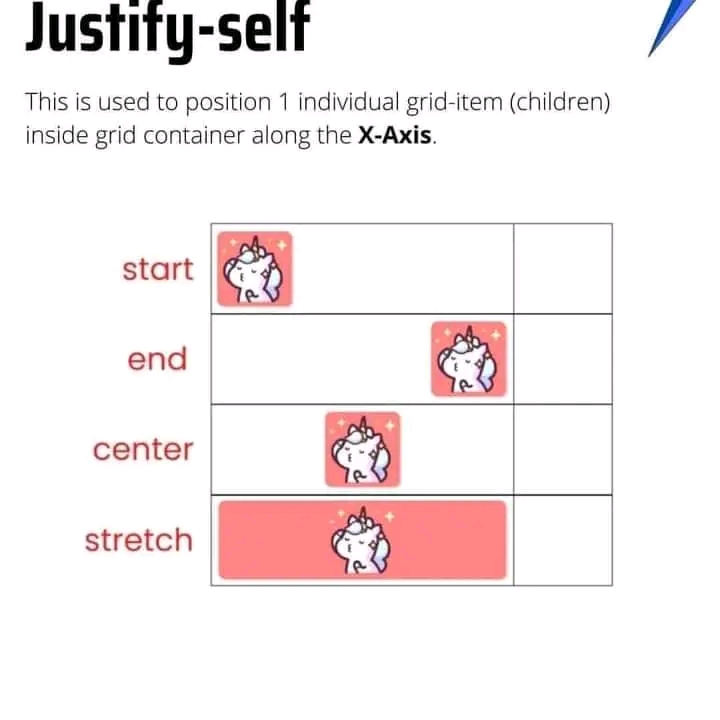 Justify-self
This is used to position 1 individual grid-item (children)
inside grid container along the X-Axis.
start
end
center
stretch